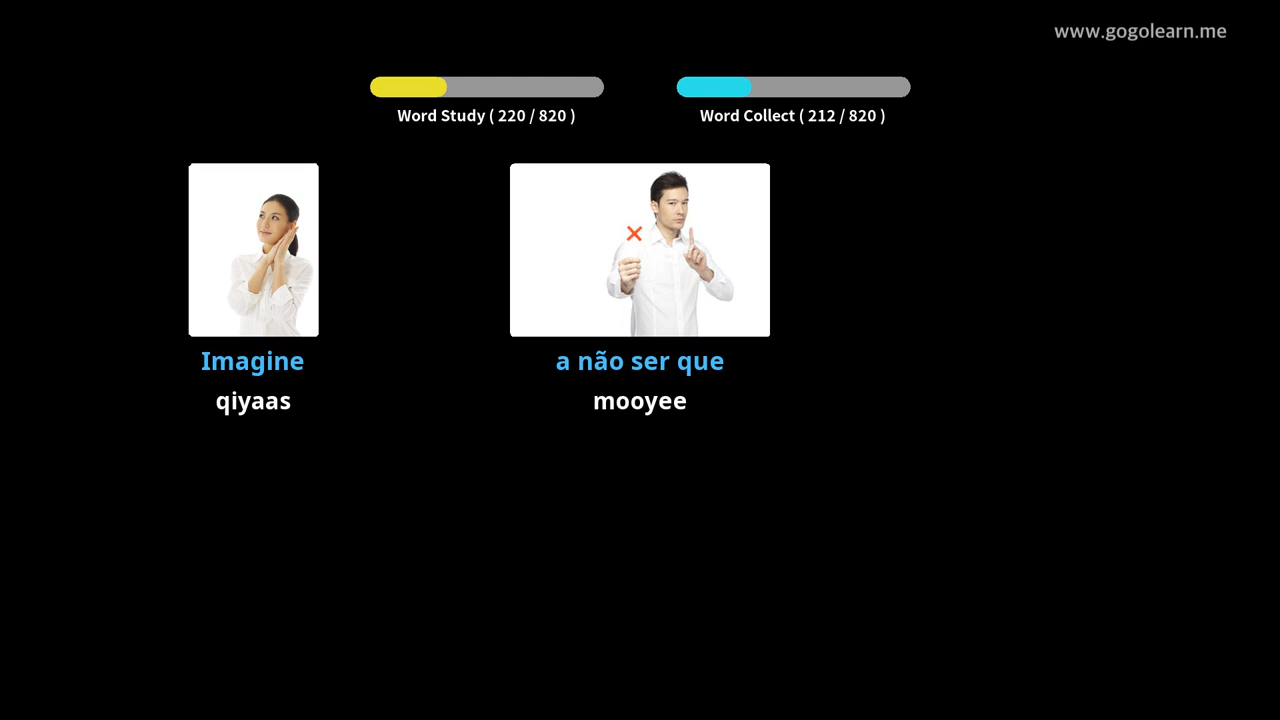 www.gogolearn.me
Word Study ( 220 / 820 )
Word Collect ( 212 / 820 )
Imagine
qiyaas
a não ser que
mooyee